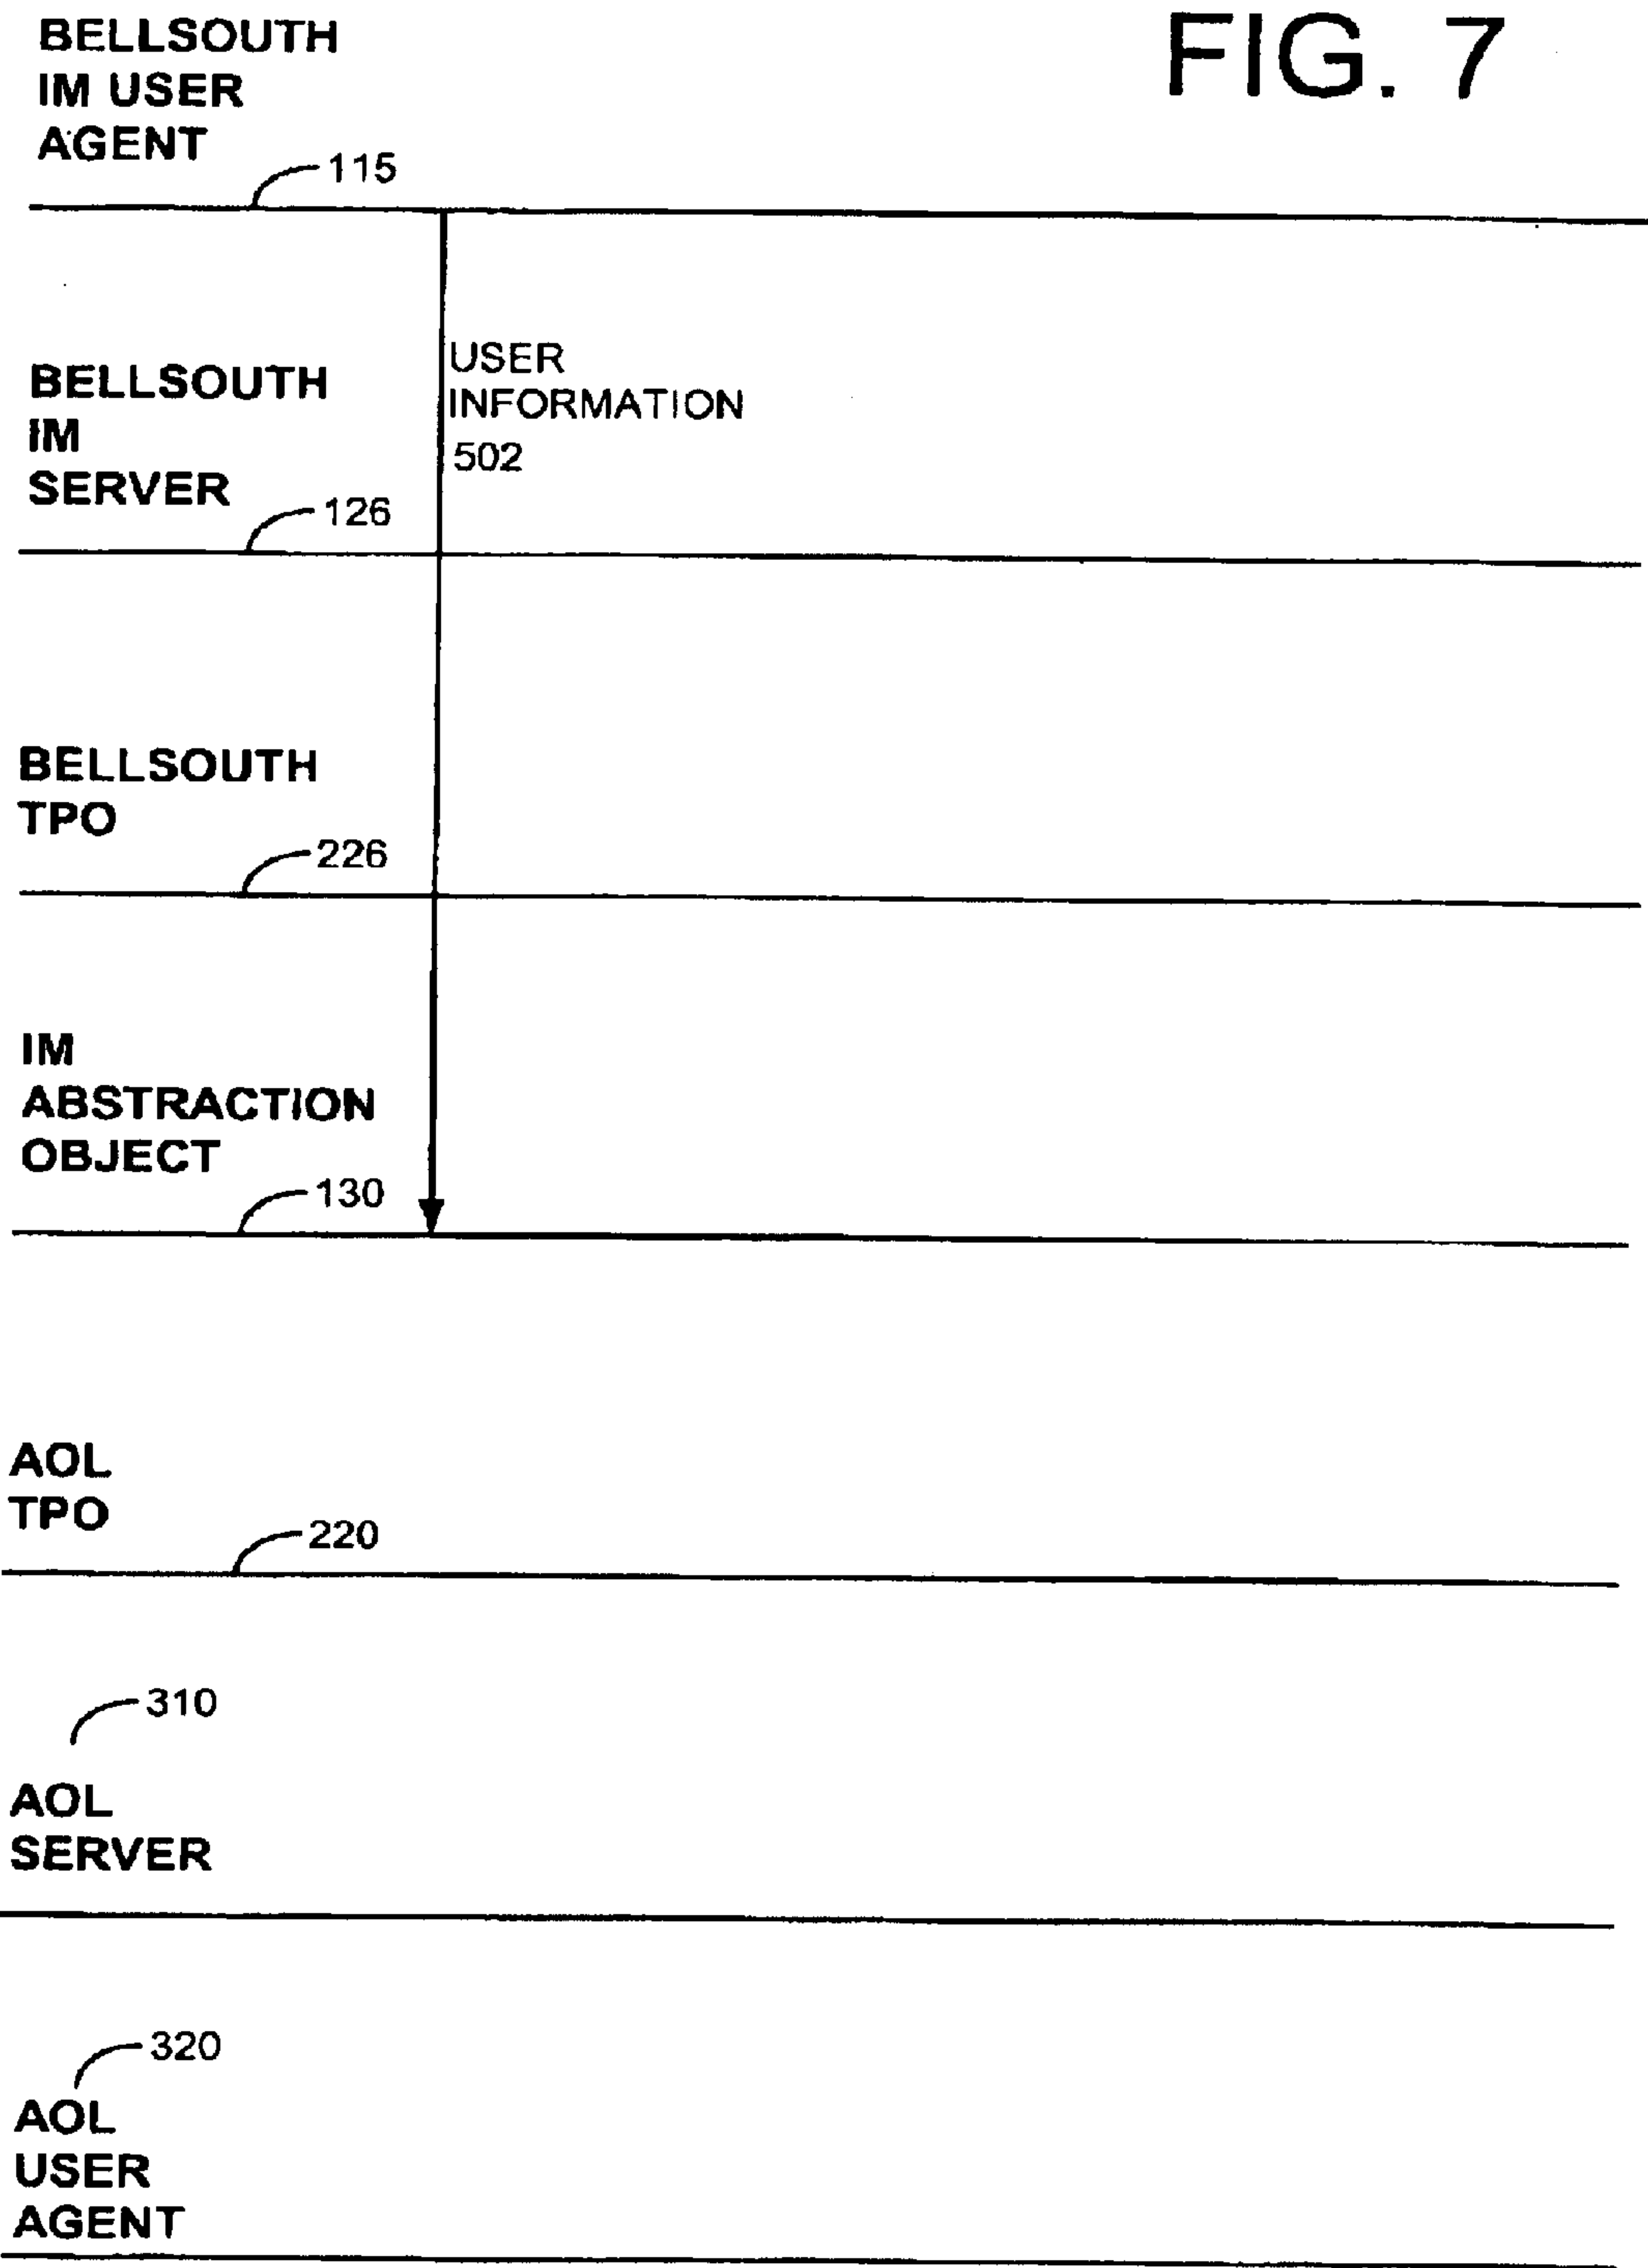 FIG. 7
BELLSOUTH
IM USER
AGENT
115
USER
INFORMATION
502
BELLSOUTH
IM
SERVER
126
BELLSOUTH
TPO
226
IM
ABSTRACTION
OBJECT
130
AOL
TPO
220
310
AOL
SERVER
320
AOL
USER
AGENT